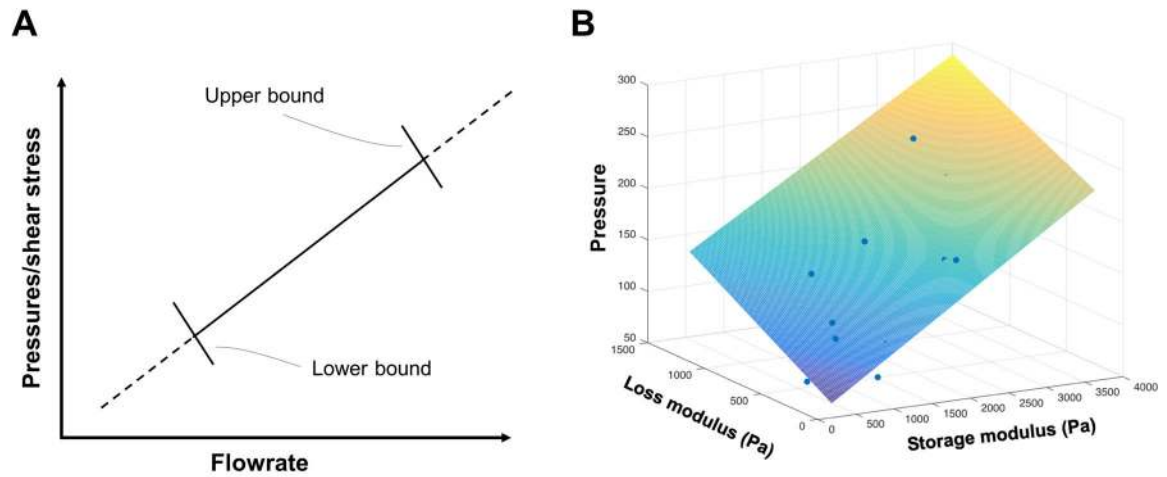 A
Pressures/shear stress
Upper bound
Lower bound
Flowrate
B
Pressure
300
250
200
150
100
50
1500
1000
500
0
Loss modulus (Pa)
0
500
1000
1500
2000
2500
3000
3500
4000
Storage modulus (Pa)